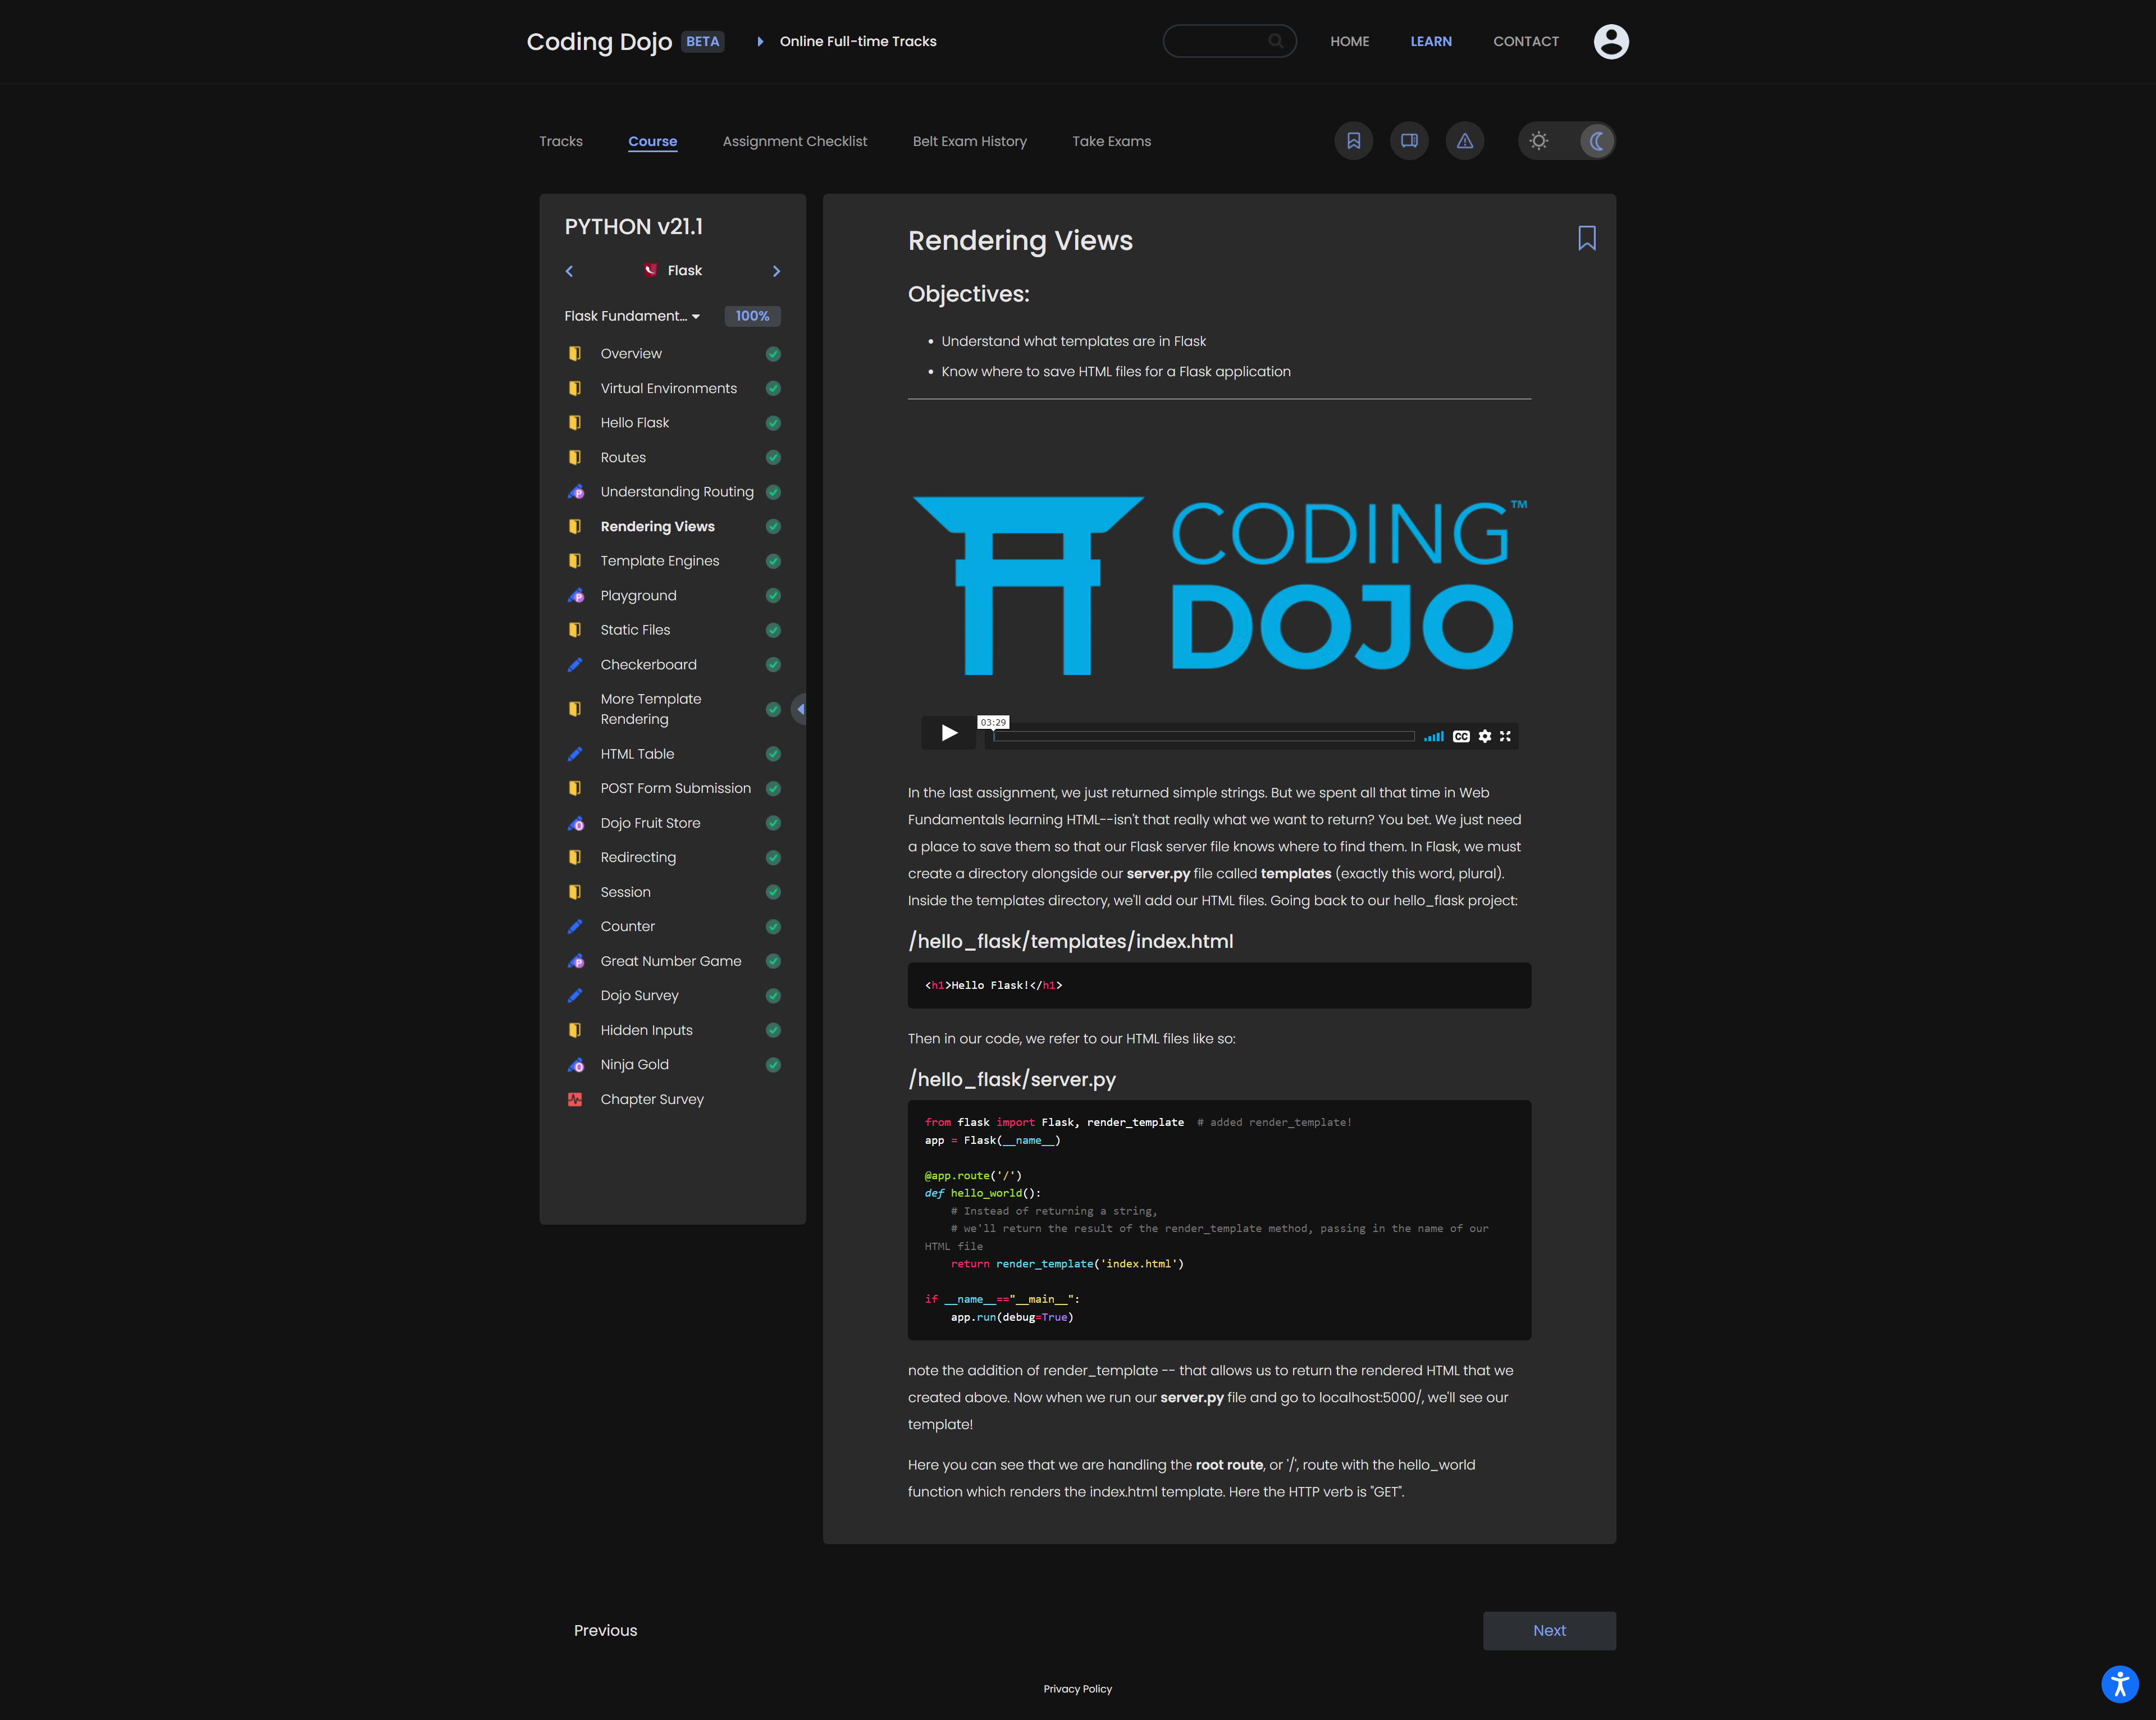 Coding Dojo BETA Online Full-time Tracks HOME LEARN CONTACT
Tracks Course Assignment Checklist Belt Exam History Take Exams
PYTHON v21.1
Flask
Flask Fundament... 100%
Overview
Virtual Environments
Hello Flask
Routes
Understanding Routing
Rendering Views
Template Engines
Playground
Static Files
Checkerboard
More Template
Rendering
HTML Table
POST Form Submission
Dojo Fruit Store
Redirecting
Session
Counter
Great Number Game
Dojo Survey
Hidden Inputs
Ninja Gold
Chapter Survey
Rendering Views
Objectives:
• Understand what templates are in Flask
• Know where to save HTML files for a Flask application
CODING™
DOJO
03:29
CC
In the last assignment, we just returned simple strings. But we spent all that time in Web
Fundamentals learning HTML--isn't that really what we want to return? You bet. We just need
a place to save them so that our Flask server file knows where to find them. In Flask, we must
create a directory alongside our server.py file called templates (exactly this word, plural).
Inside the templates directory, we'll add our HTML files. Going back to our hello_flask project:
/hello_flask/templates/index.html
<h1>Hello Flask!</h1>
Then in our code, we refer to our HTML files like so:
/hello_flask/server.py
from flask import Flask, render_template  # added render_template!
app = Flask(__name__)
@app.route('/')
def hello_world():
    # Instead of returning a string,
    # we'll return the result of the render_template method, passing in the name of our
HTML file
    return render_template('index.html')
if __name__=="__main__":
    app.run(debug=True)
note the addition of render_template -- that allows us to return the rendered HTML that we
created above. Now when we run our server.py file and go to localhost:5000/, we'll see our
template!
Here you can see that we are handling the root route, or '/', route with the hello_world
function which renders the index.html template. Here the HTTP verb is "GET".
Previous Next
Privacy Policy